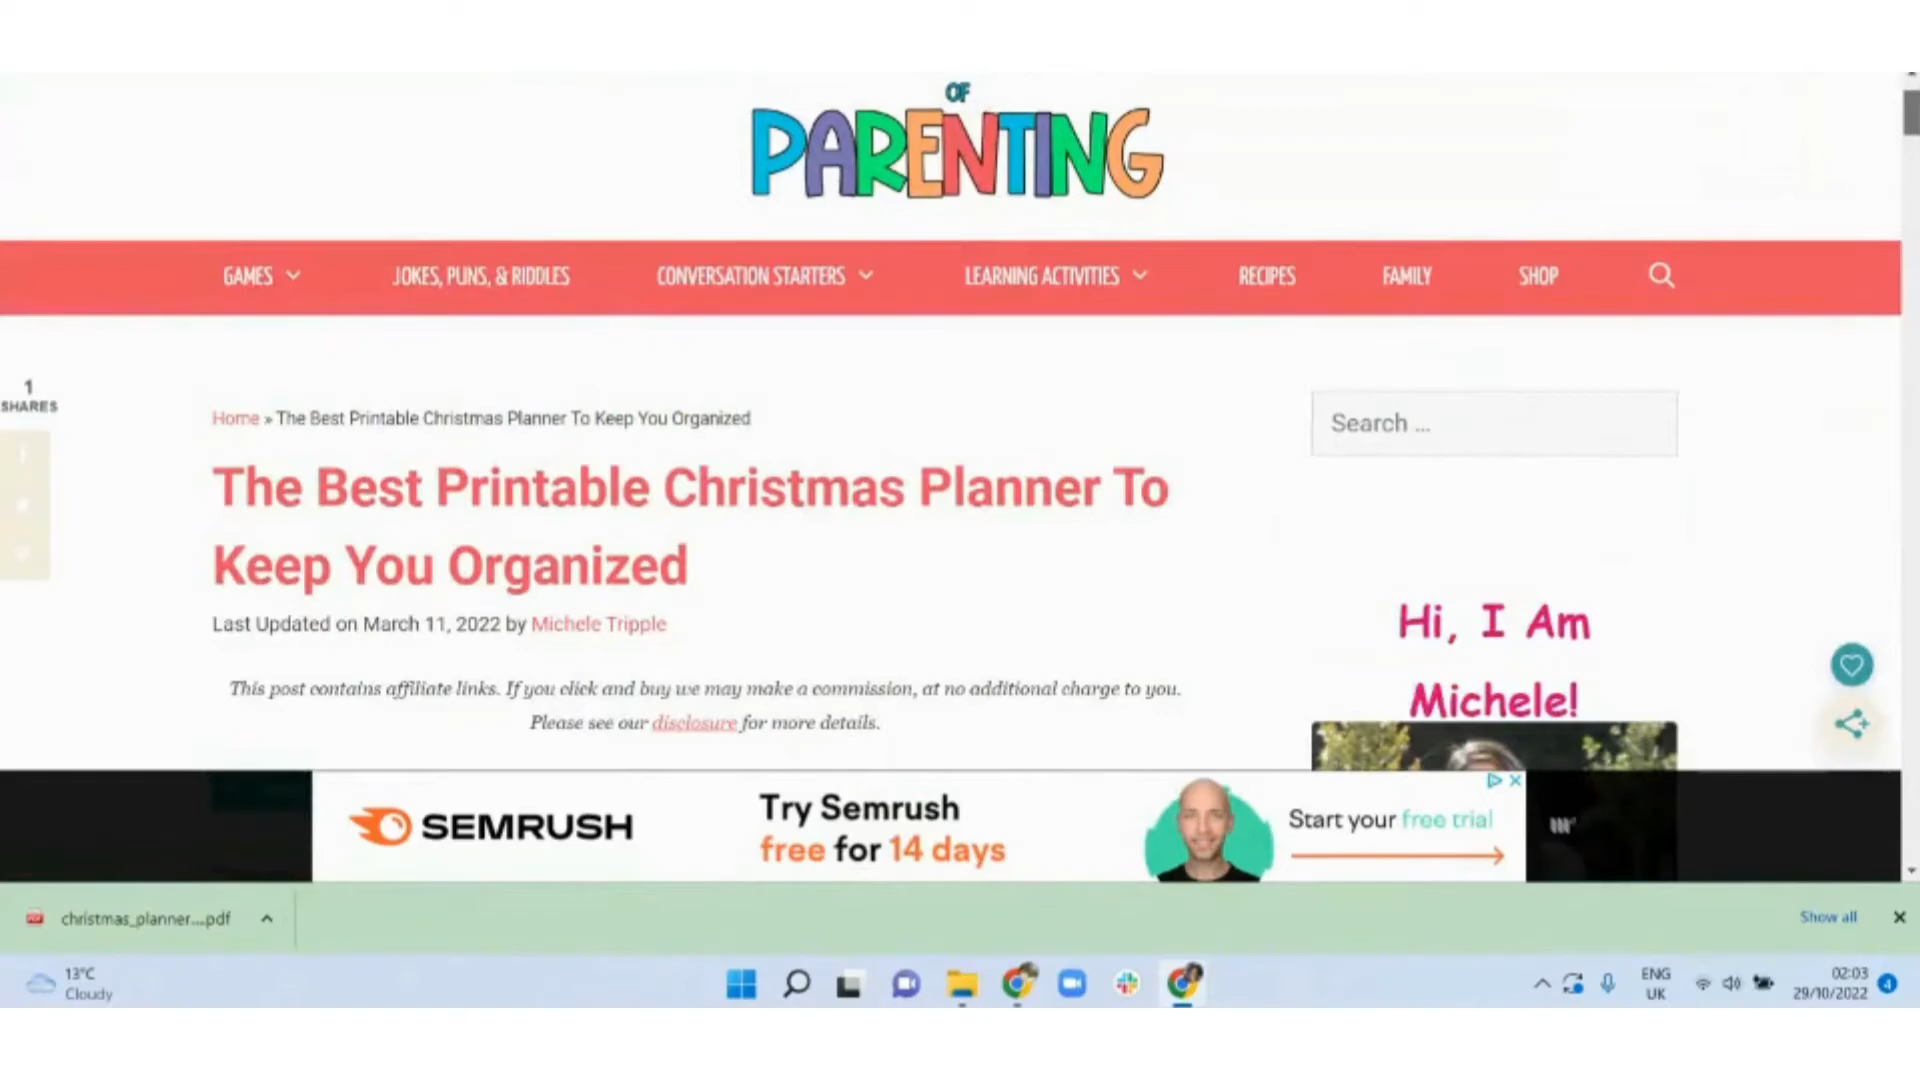 OF
PARENTING
GAMES
JOKES, PUNS, & RIDDLES
CONVERSATION STARTERS
LEARNING ACTIVITIES
RECIPES
FAMILY
SHOP
1
SHARES
Home » The Best Printable Christmas Planner To Keep You Organized
Search ...
The Best Printable Christmas Planner To
Keep You Organized
Last Updated on March 11, 2022 by Michele Tripple
Hi, I Am
Michele!
This post contains affiliate links. If you click and buy we may make a commission, at no additional charge to you.
Please see our disclosure for more details.
SEMRUSH
Try Semrush
free for 14 days
Start your free trial
christmas_planner....pdf
Show all
13°C
Cloudy
ENG
UK
02:03
29/10/2022
4